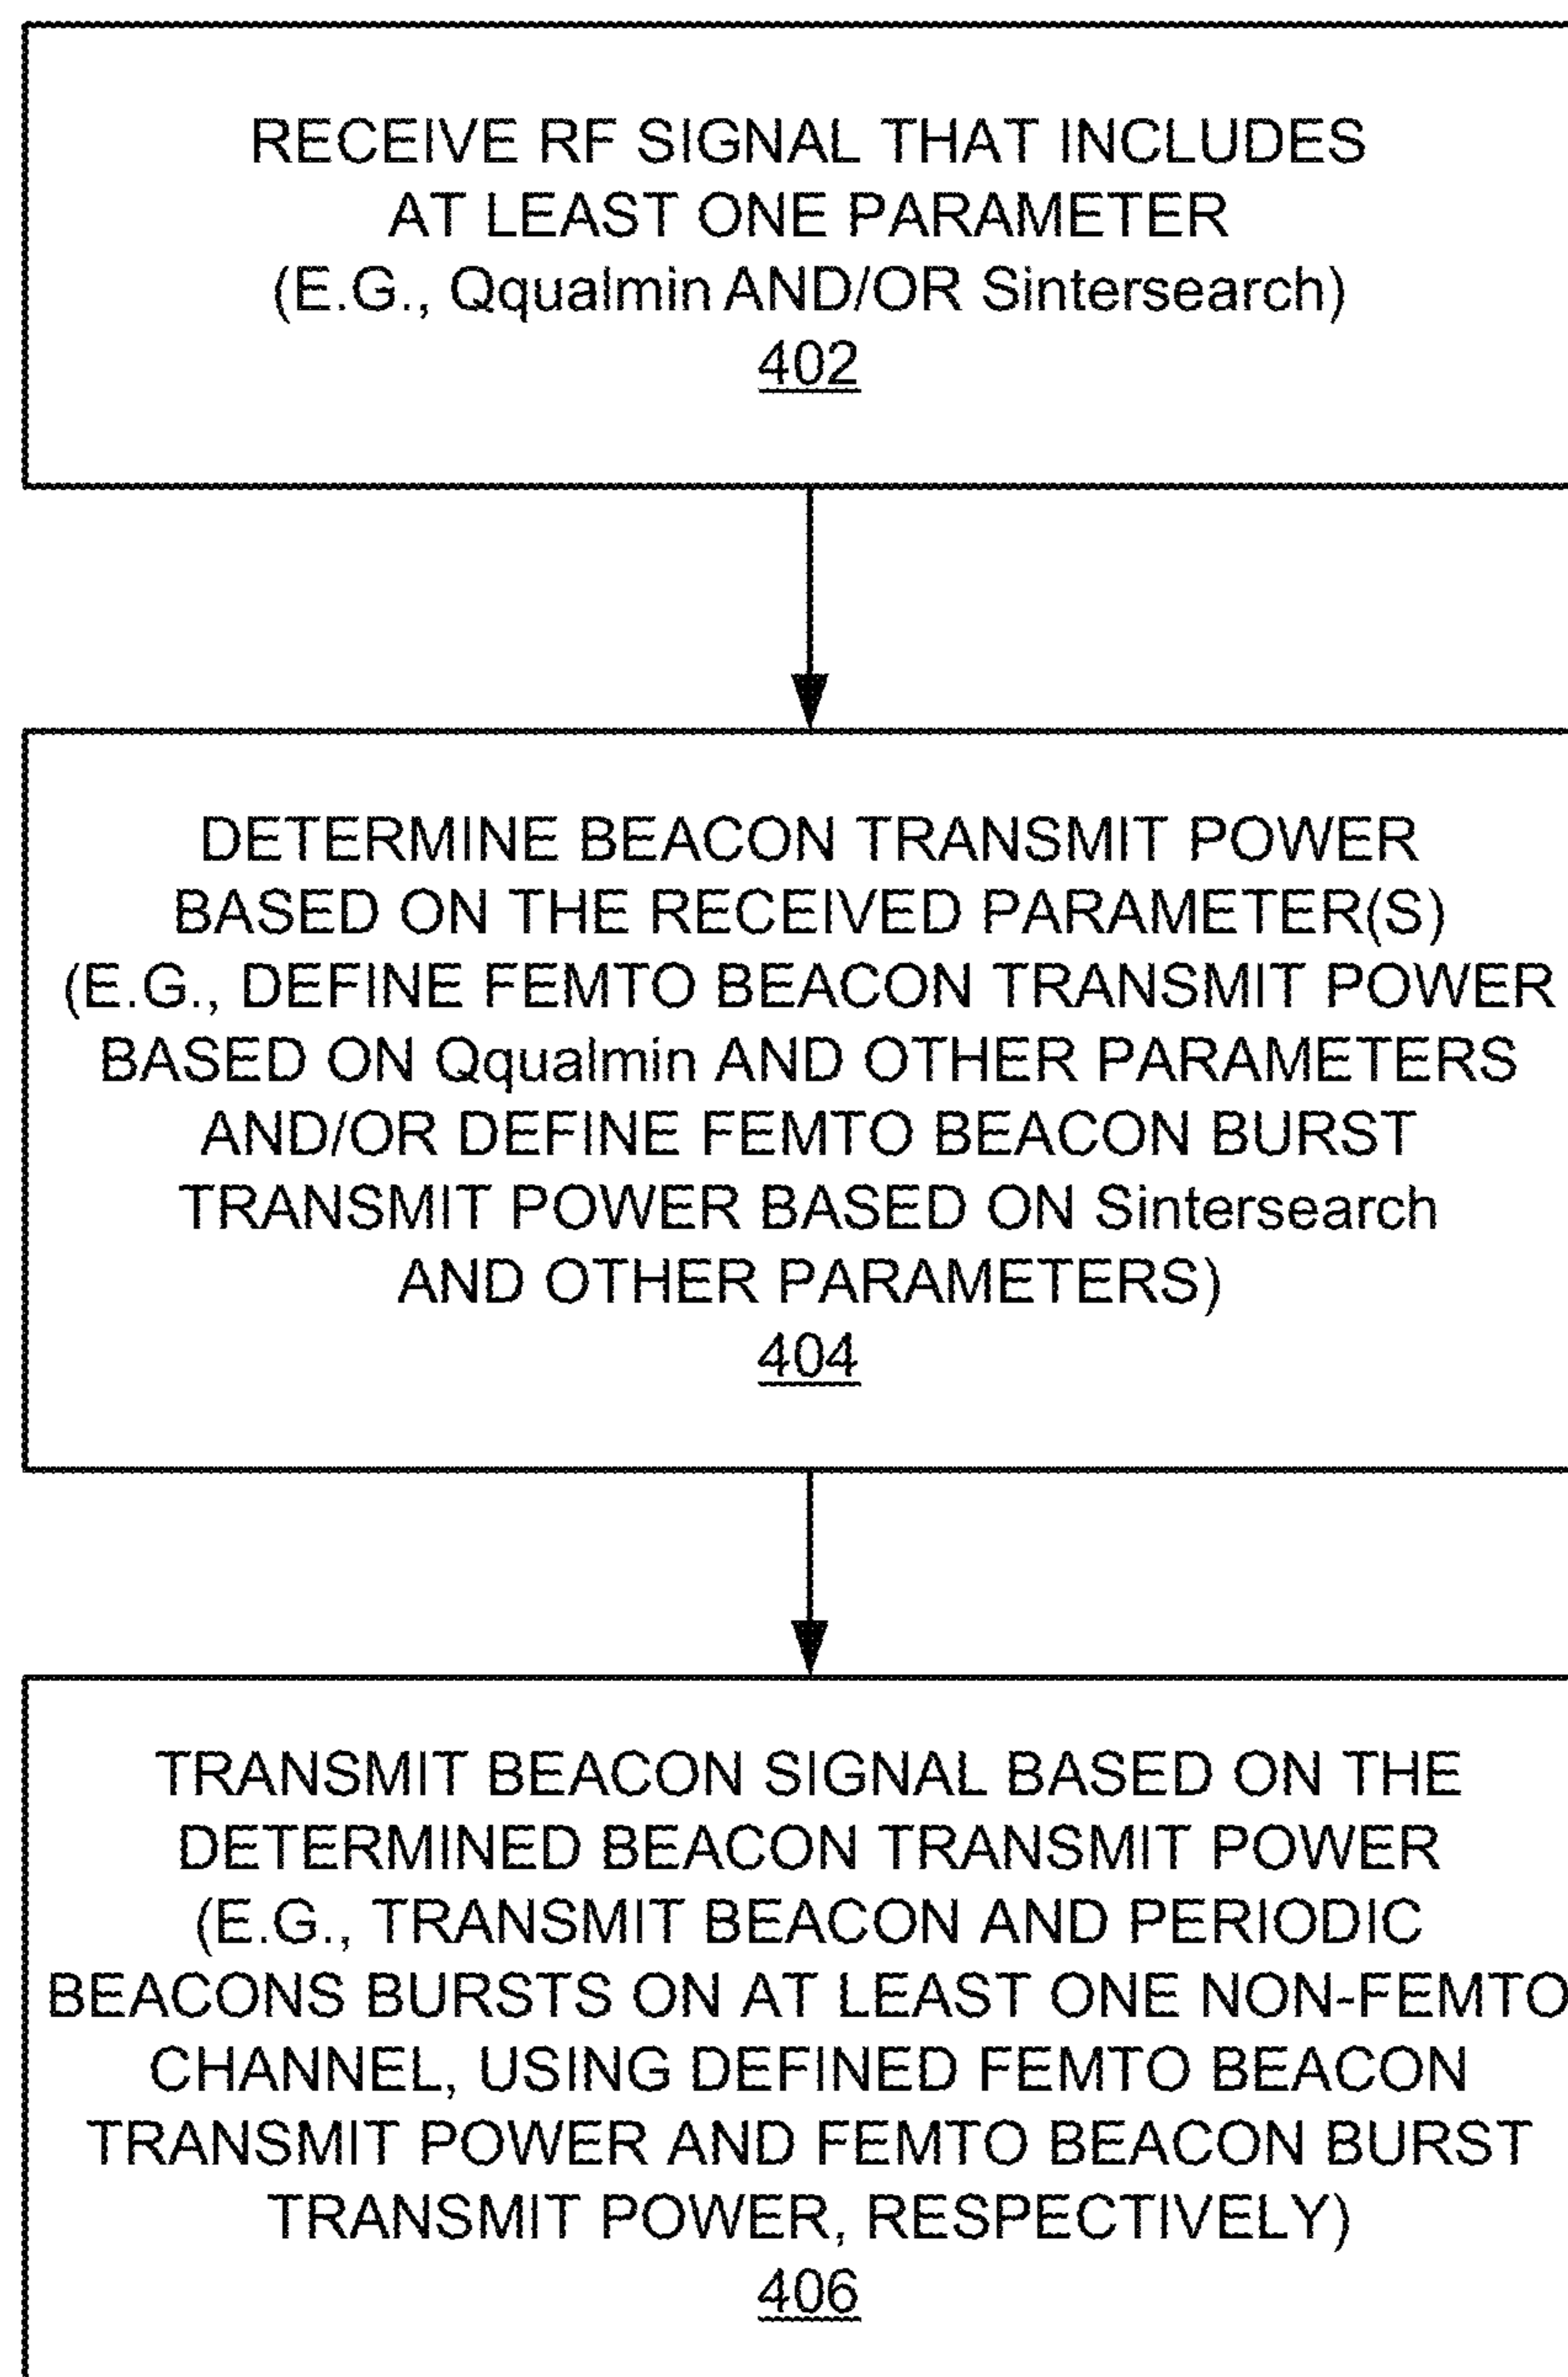 RECEIVE RF SIGNAL THAT INCLUDES
AT LEAST ONE PARAMETER
(E.G., Qqualmin AND/OR Sintersearch)
402
DETERMINE BEACON TRANSMIT POWER
BASED ON THE RECEIVED PARAMETER(S)
(E.G., DEFINE FEMTO BEACON TRANSMIT POWER
BASED ON Qqualmin AND OTHER PARAMETERS
AND/OR DEFINE FEMTO BEACON BURST
TRANSMIT POWER BASED ON Sintersearch
AND OTHER PARAMETERS)
404
TRANSMIT BEACON SIGNAL BASED ON THE
DETERMINED BEACON TRANSMIT POWER
(E.G., TRANSMIT BEACON AND PERIODIC
BEACONS BURSTS ON AT LEAST ONE NON-FEMTO
CHANNEL, USING DEFINED FEMTO BEACON
TRANSMIT POWER AND FEMTO BEACON BURST
TRANSMIT POWER, RESPECTIVELY)
406